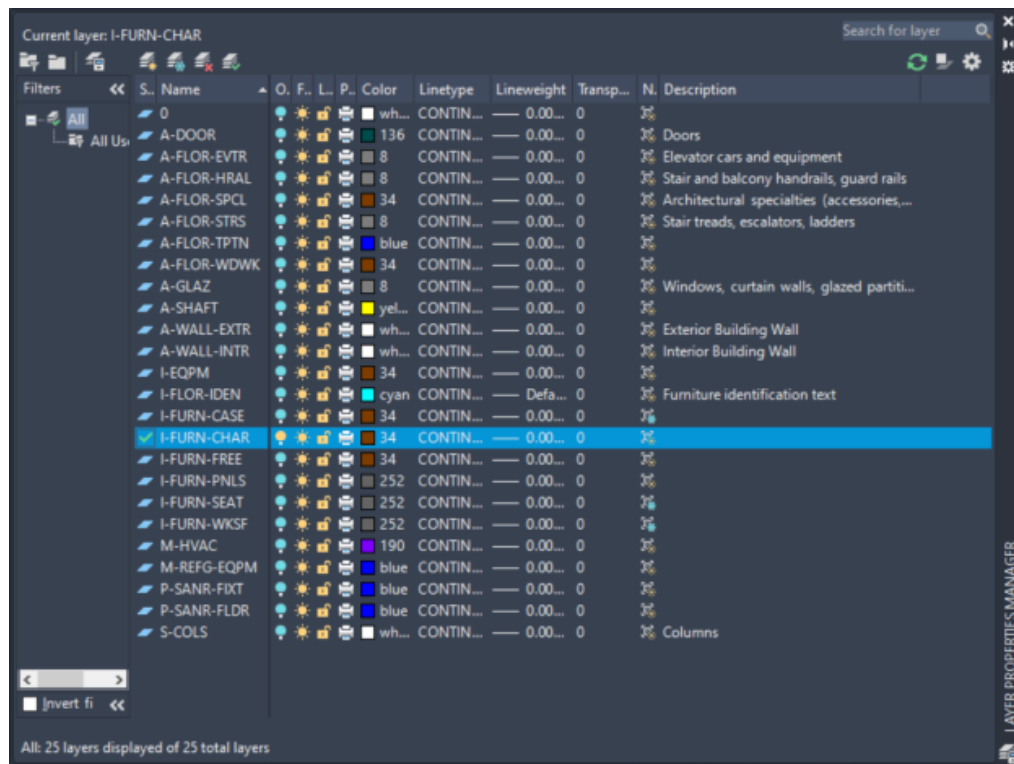 Current layer: I-FURN-CHAR
Search for layer
Filters
S.. Name O. F.. L.. P.. Color Linetype Lineweight Transp... N. Description
All
All Us
0 wh... CONTIN... 0.00... 0
A-DOOR 136 CONTIN... 0.00... 0 Doors
A-FLOR-EVTR 8 CONTIN... 0.00... 0 Elevator cars and equipment
A-FLOR-HRAL 8 CONTIN... 0.00... 0 Stair and balcony handrails, guard rails
A-FLOR-SPCL 34 CONTIN... 0.00... 0 Architectural specialties (accessories,...
A-FLOR-STRS 8 CONTIN... 0.00... 0 Stair treads, escalators, ladders
A-FLOR-TPTN blue CONTIN... 0.00... 0
A-FLOR-WDWK 34 CONTIN... 0.00... 0
A-GLAZ 8 CONTIN... 0.00... 0 Windows, curtain walls, glazed partiti...
A-SHAFT yel... CONTIN... 0.00... 0
A-WALL-EXTR wh... CONTIN... 0.00... 0 Exterior Building Wall
A-WALL-INTR wh... CONTIN... 0.00... 0 Interior Building Wall
I-EQPM 34 CONTIN... 0.00... 0
I-FLOR-IDEN cyan CONTIN... Defa... 0 Furniture identification text
I-FURN-CASE 34 CONTIN... 0.00... 0
I-FURN-CHAR 34 CONTIN... 0.00... 0
I-FURN-FREE 34 CONTIN... 0.00... 0
I-FURN-PNLS 252 CONTIN... 0.00... 0
I-FURN-SEAT 252 CONTIN... 0.00... 0
I-FURN-WKSF 252 CONTIN... 0.00... 0
M-HVAC 190 CONTIN... 0.00... 0
M-REFG-EQPM blue CONTIN... 0.00... 0
P-SANR-FIXT blue CONTIN... 0.00... 0
P-SANR-FLDR blue CONTIN... 0.00... 0
S-COLS wh... CONTIN... 0.00... 0 Columns
Invert fi
All: 25 layers displayed of 25 total layers
LAYER PROPERTIES MANAGER